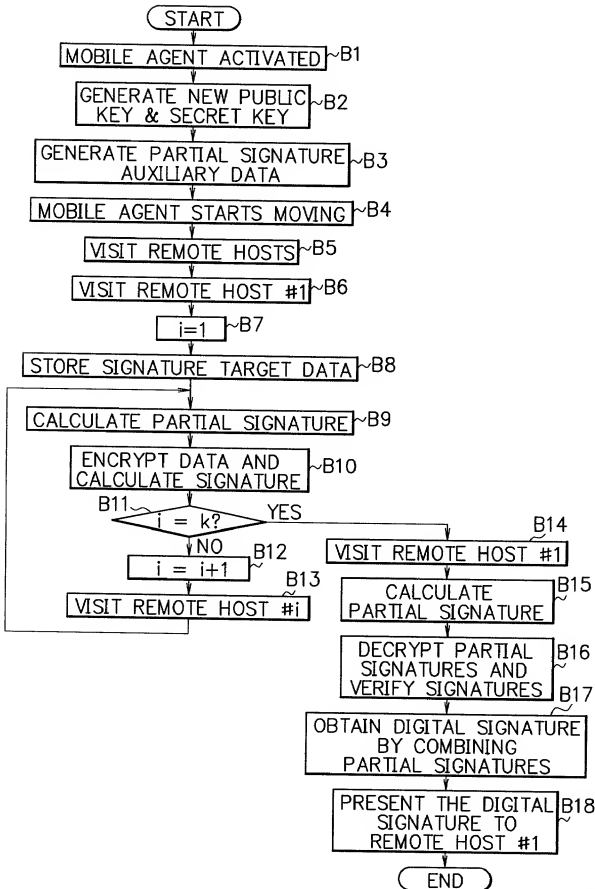 START
MOBILE AGENT ACTIVATED
B1
GENERATE NEW PUBLIC
KEY & SECRET KEY
B2
GENERATE PARTIAL SIGNATURE
AUXILIARY DATA
B3
MOBILE AGENT STARTS MOVING
B4
VISIT REMOTE HOSTS
B5
VISIT REMOTE HOST #1
B6
i=1
B7
STORE SIGNATURE TARGET DATA
B8
CALCULATE PARTIAL SIGNATURE
B9
ENCRYPT DATA AND
CALCULATE SIGNATURE
B10
B11
i = k?
YES
NO
i = i+1
B12
VISIT REMOTE HOST #i
B13
B14
VISIT REMOTE HOST #1
CALCULATE
PARTIAL SIGNATURE
B15
DECRYPT PARTIAL
SIGNATURES AND
VERIFY SIGNATURES
B16
B17
OBTAIN DIGITAL SIGNATURE
BY COMBINING
PARTIAL SIGNATURES
PRESENT THE DIGITAL
SIGNATURE TO
REMOTE HOST #1
B18
END